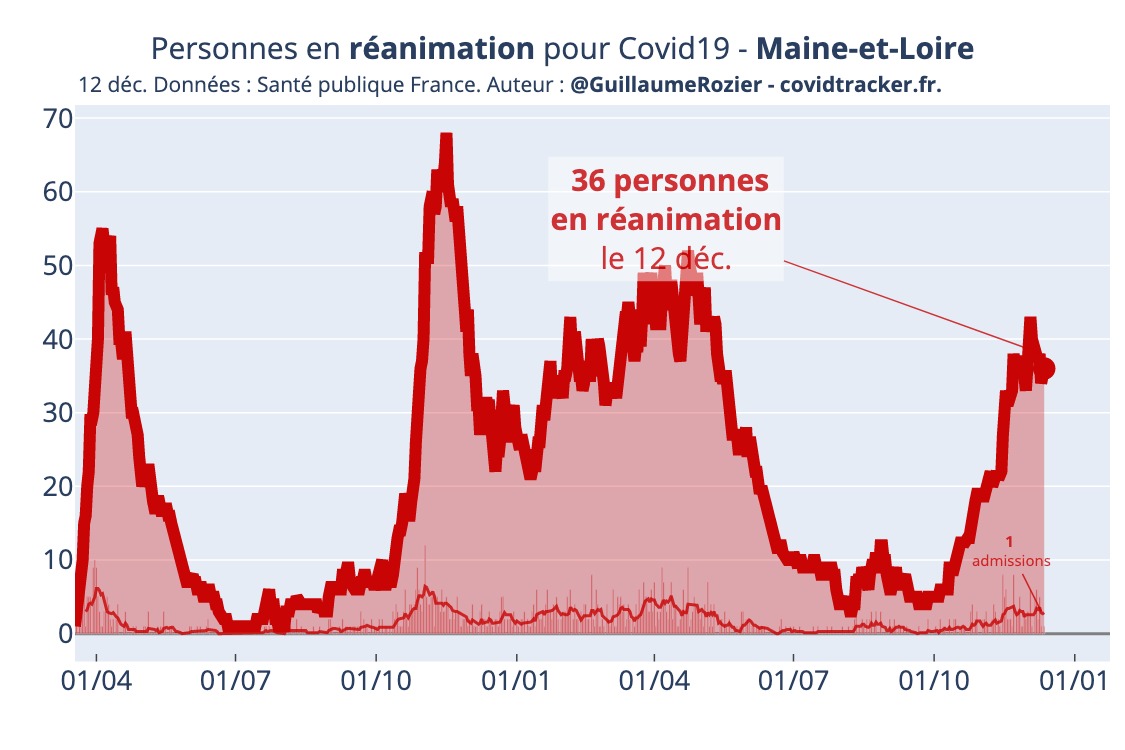 Personnes en réanimation pour Covid19 - Maine-et-Loire
12 déc. Données : Santé publique France. Auteur : @GuillaumeRozier - covidtracker.fr.
70
60
50
40
30
20
10
0
36 personnes
en réanimation
le 12 déc.
1
admissions
01/04
01/07
01/10
01/01
01/04
01/07
01/10
01/01